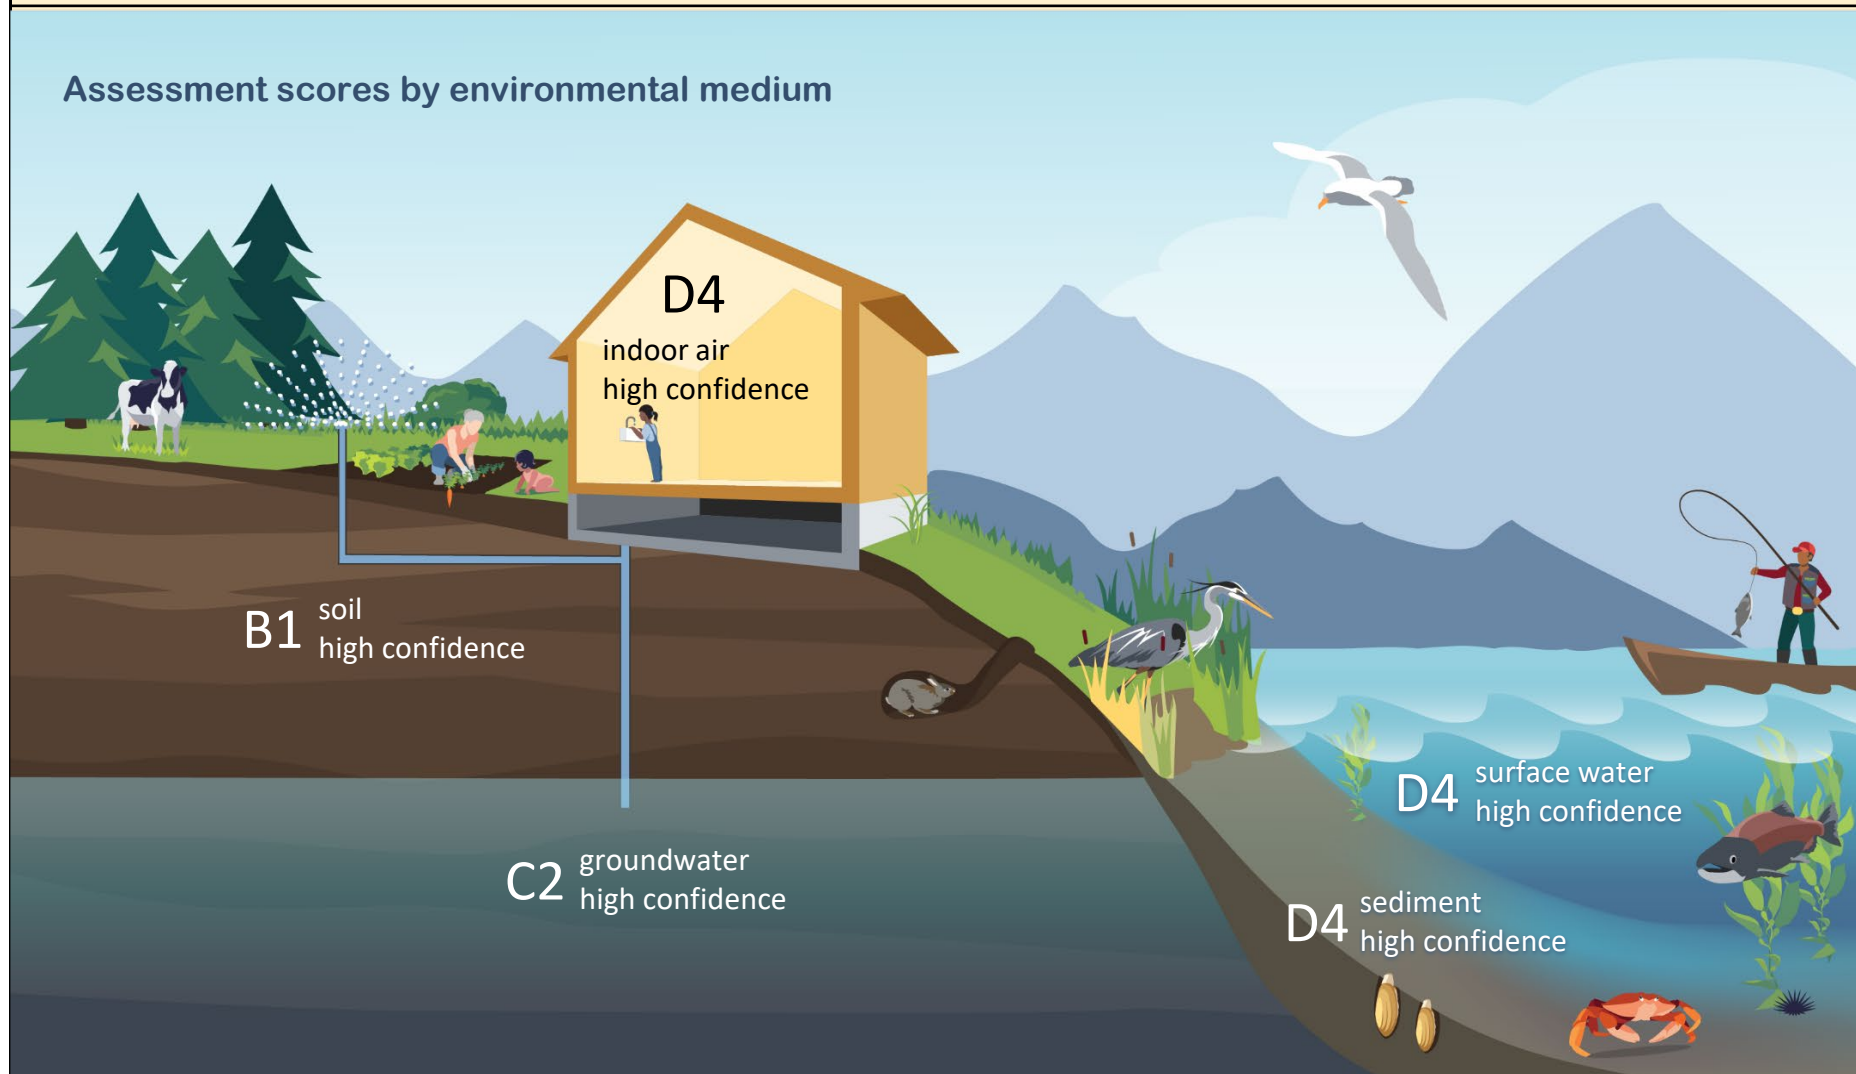 Assessment scores by environmental medium
D4
indoor air
high confidence
B1
soil
high confidence
C2
groundwater
high confidence
D4
surface water
high confidence
D4
sediment
high confidence